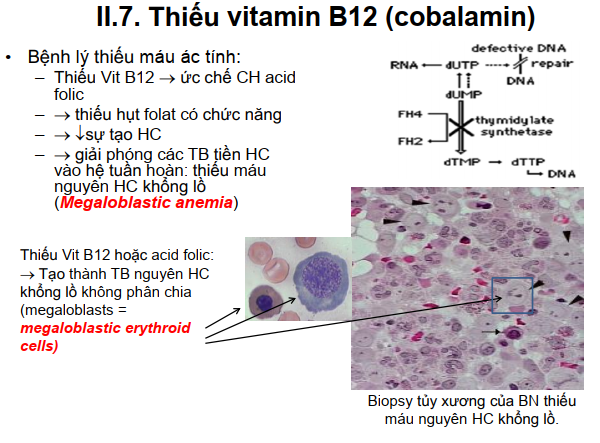 II.7. Thiếu vitamin B12 (cobalamin)
• Bệnh lý thiếu máu ác tính:
– Thiếu Vit B12 → ức chế CH acid
folic
– → thiếu hụt folat có chức năng
– → ↓sự tạo HC
– → giải phóng các TB tiền HC
vào hệ tuần hoàn: thiếu máu
nguyên HC khổng lồ
(Megaloblastic anemia)
defective DNA
RNA ← dUTP → repair
DNA
dUMP
FH4
thymidylate
synthetase
FH2
dTMP → dTTP
→ DNA
Thiếu Vit B12 hoặc acid folic:
→ Tạo thành TB nguyên HC
khổng lồ không phân chia
(megaloblasts =
megaloblastic erythroid
cells)
Biopsy tủy xương của BN thiếu
máu nguyên HC khổng lồ.